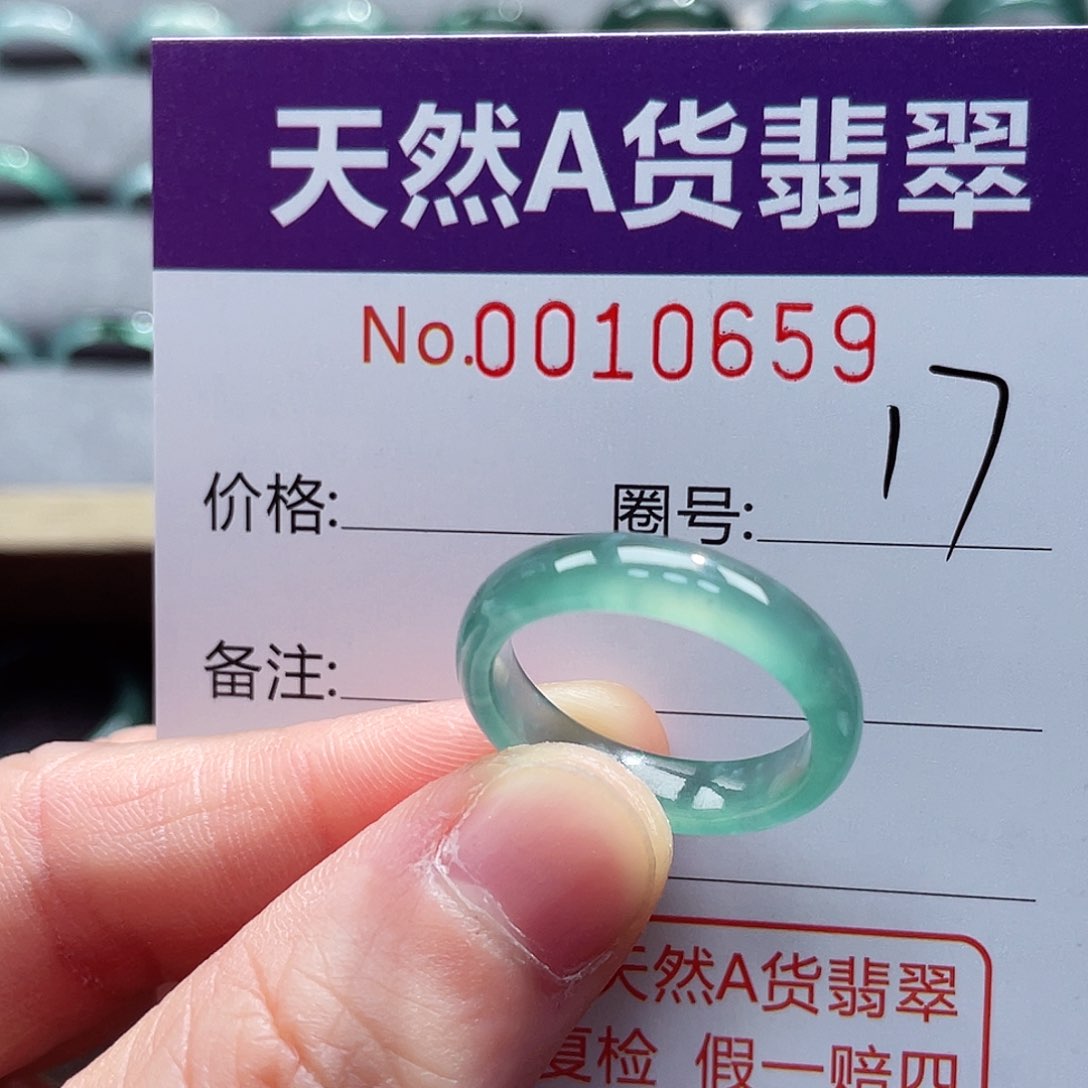 天然A货翡翠
No.0010659
17
价格: 圈号:
备注:
天然A货翡翠
复检 假一赔四